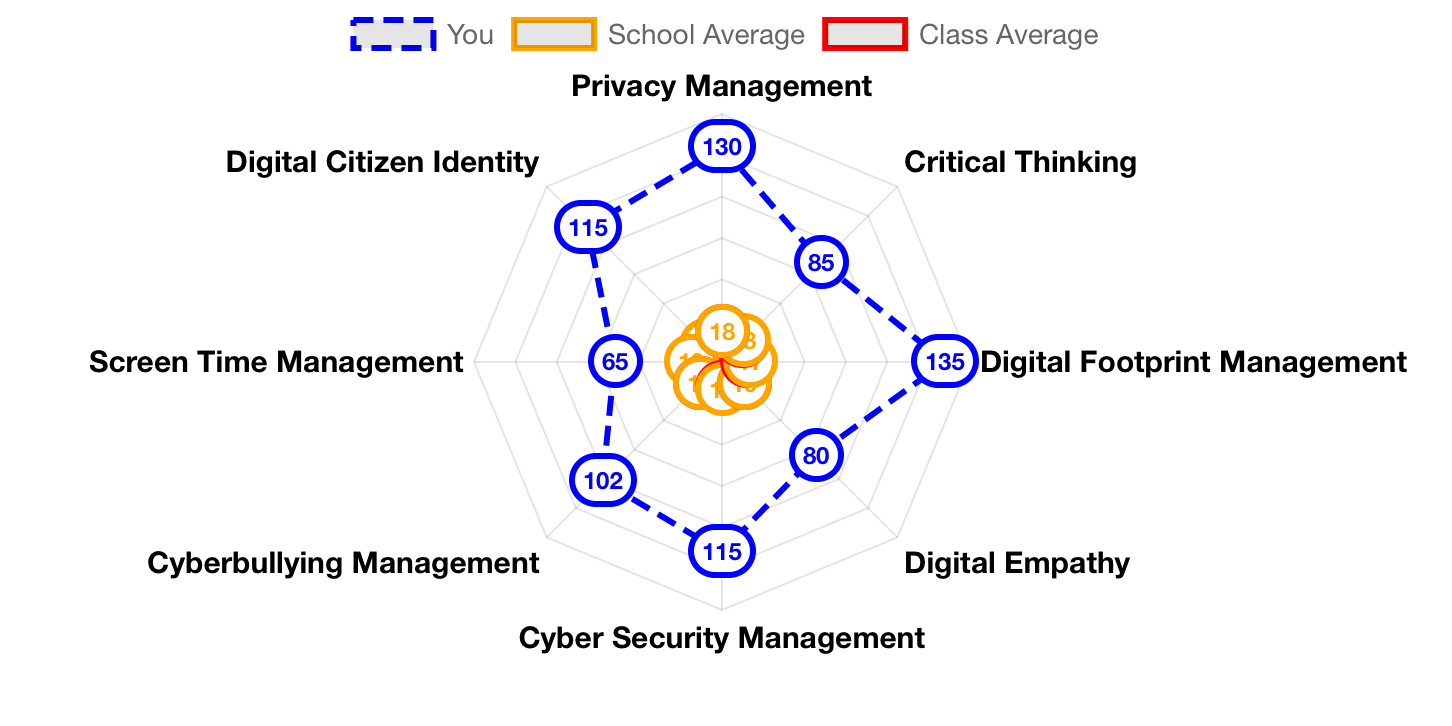 You School Average Class Average
Privacy Management
Digital Citizen Identity
Critical Thinking
130
115
85
18
Screen Time Management
65
135
Digital Footprint Management
80
102
115
Cyberbullying Management
Digital Empathy
Cyber Security Management